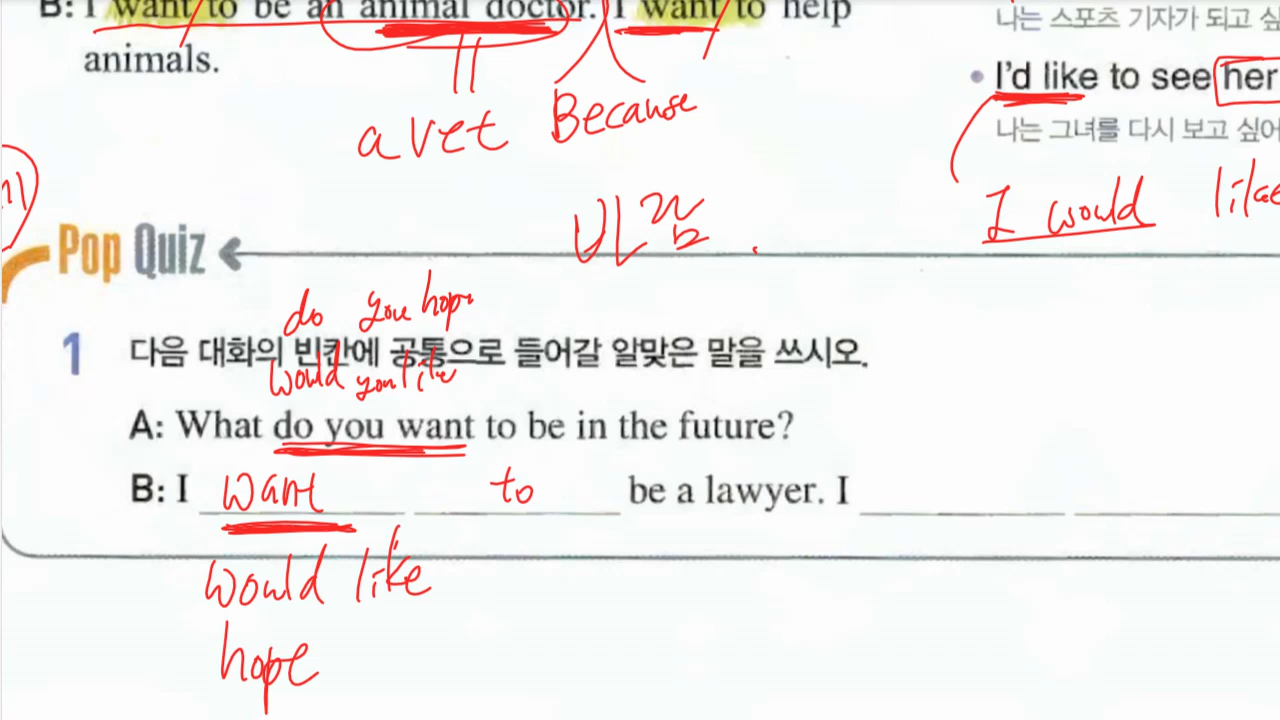 B: I want to be an animal doctor. I want to help
animals.
a vet
Because
비꿈.
나는 스포츠 기자가 되고 싶
• I'd like to see her
나는 그녀를 다시 보고 싶어
I would like
Pop Quiz
do you hope
1 다음 대화의 빈칸에 공통으로 들어갈 알맞은 말을 쓰시오.
would you like
A: What do you want to be in the future?
B: I want to be a lawyer. I
would like
hope